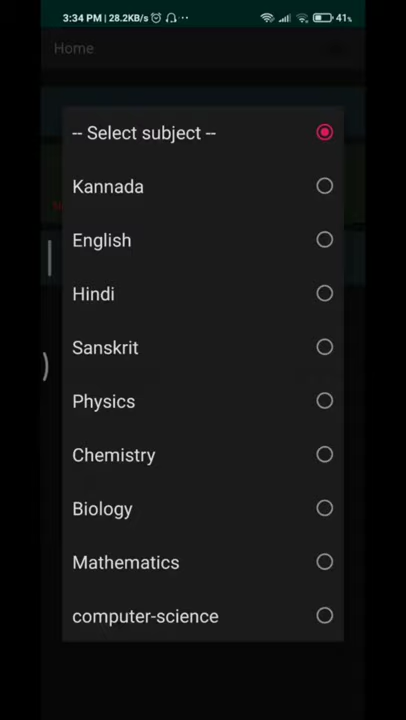 3:34 PM | 28.2KB/s ··· 41%
Home
-- Select subject --
Kannada
English
Hindi
Sanskrit
Physics
Chemistry
Biology
Mathematics
computer-science